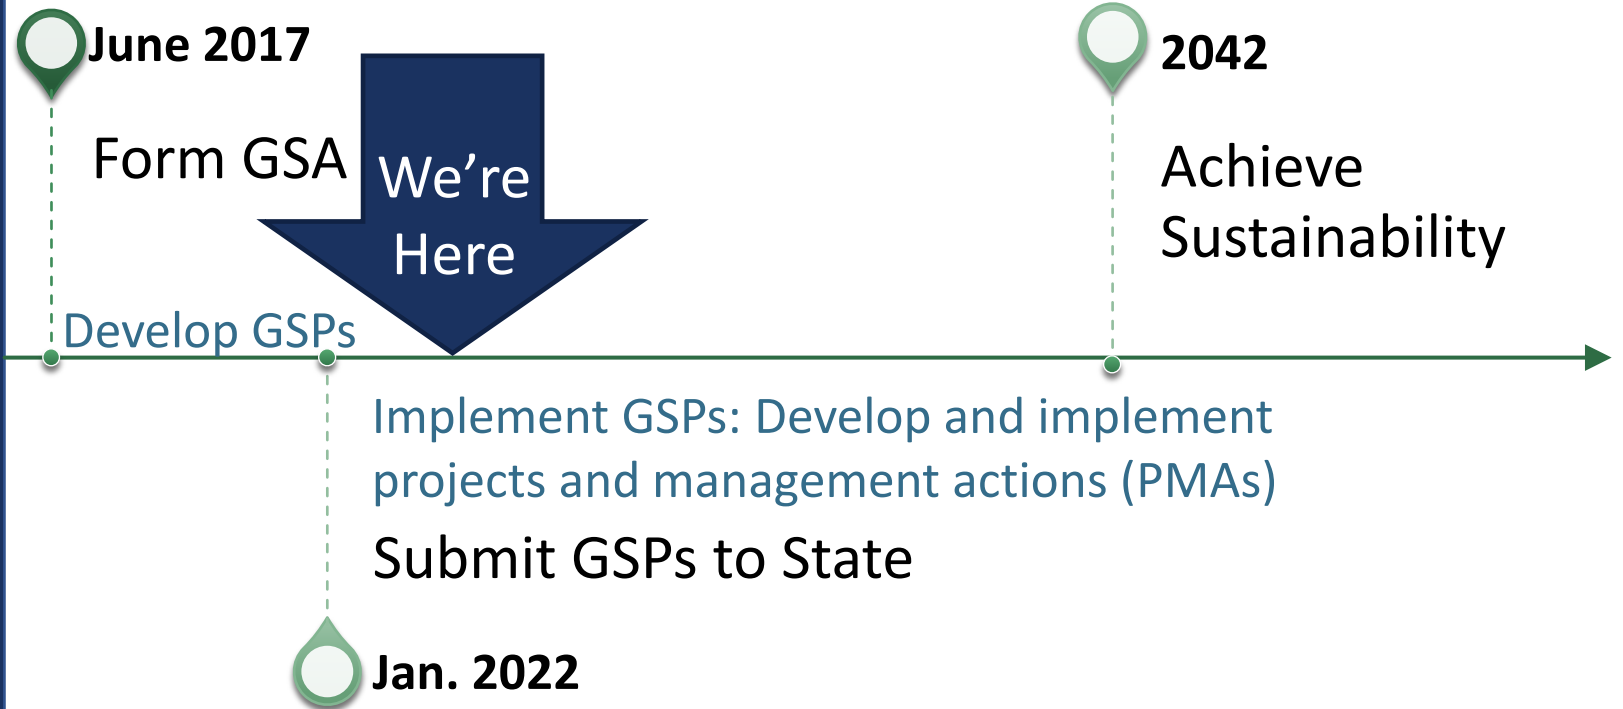 June 2017
Form GSA
We’re
Here
2042
Achieve
Sustainability
Develop GSPs
Implement GSPs: Develop and implement
projects and management actions (PMAs)
Submit GSPs to State
Jan. 2022